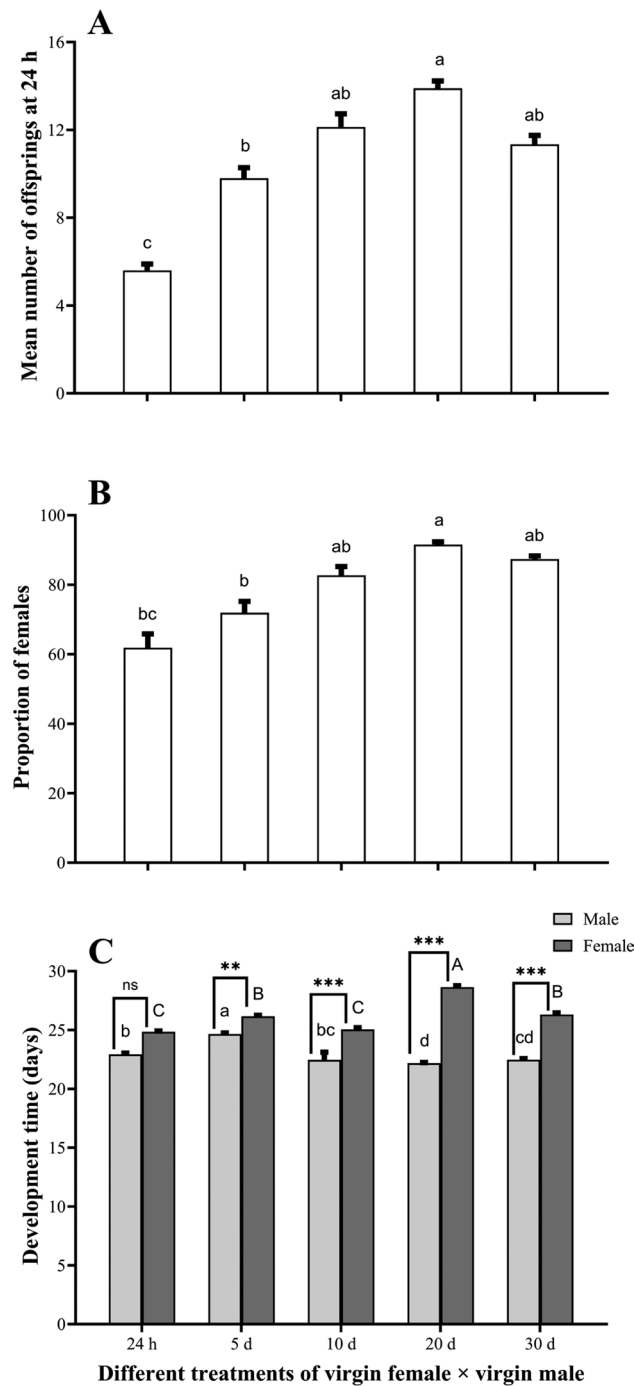 A
Mean number of offsprings at 24 h
16
12
8
4
0
c
b
ab
a
ab
B
Proportion of females
100
80
60
40
20
0
bc
b
ab
a
ab
Male
Female
C
Development time (days)
30
25
20
15
10
5
0
ns
**
***
***
***
b
C
a
B
bc
C
d
A
cd
B
24 h 5 d 10 d 20 d 30 d
Different treatments of virgin female × virgin male